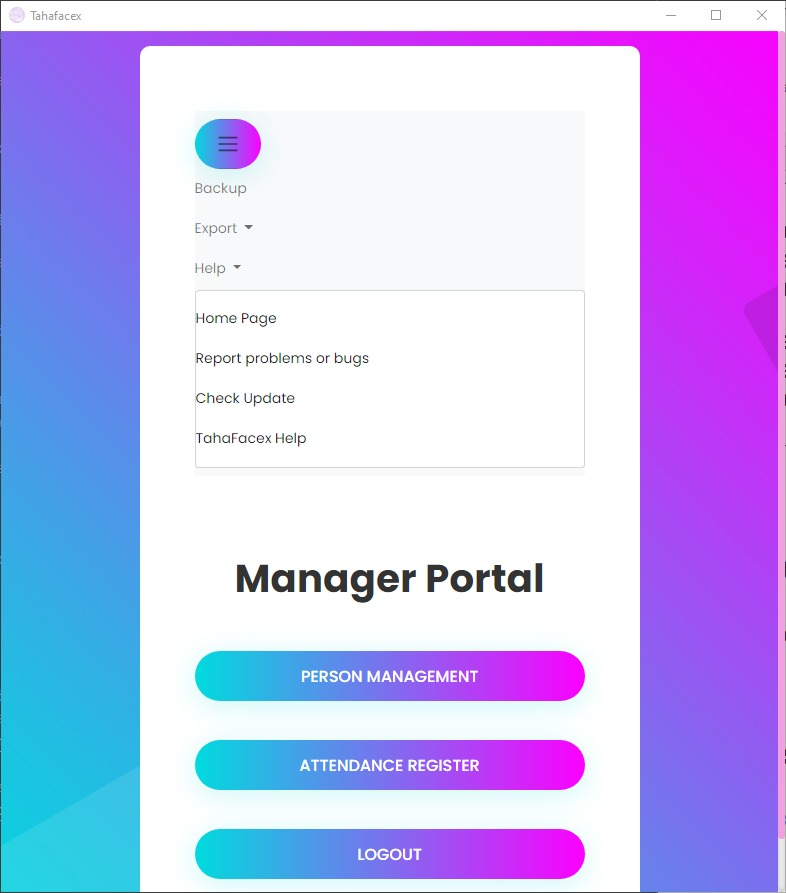 Tahafacex
Backup
Export
Help
Home Page
Report problems or bugs
Check Update
TahaFacex Help
Manager Portal
PERSON MANAGEMENT
ATTENDANCE REGISTER
LOGOUT